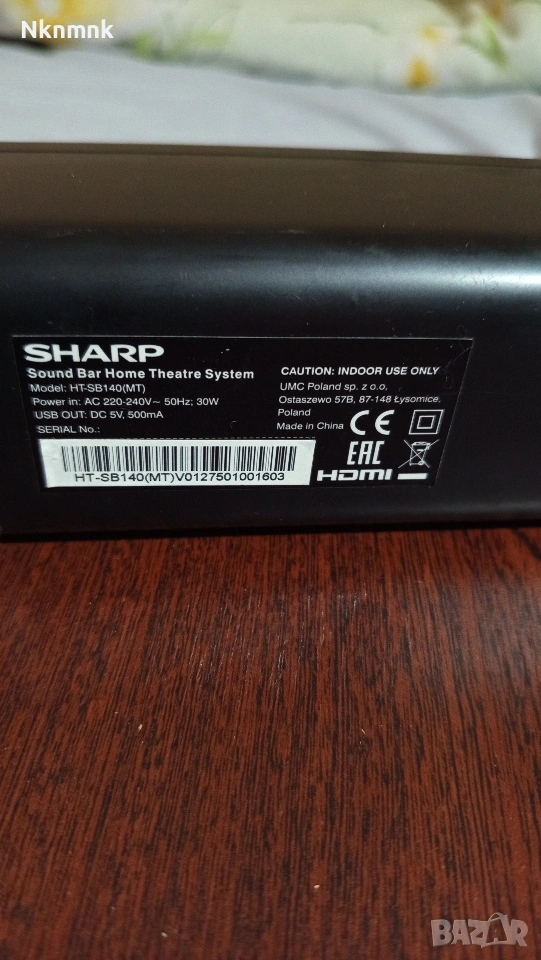 Nknmnk
SHARP
Sound Bar Home Theatre System
Model: HT-SB140(MT)
Power in: AC 220-240V~ 50Hz; 30W
USB OUT: DC 5V, 500mA
SERIAL No.:
HT-SB140(MT)V0127501001603
CAUTION: INDOOR USE ONLY
UMC Poland sp. z o.o,
Ostaszewo 57B, 87-148 Łysomice,
Poland
Made in China CE
EAC
HDMI
BAZAR